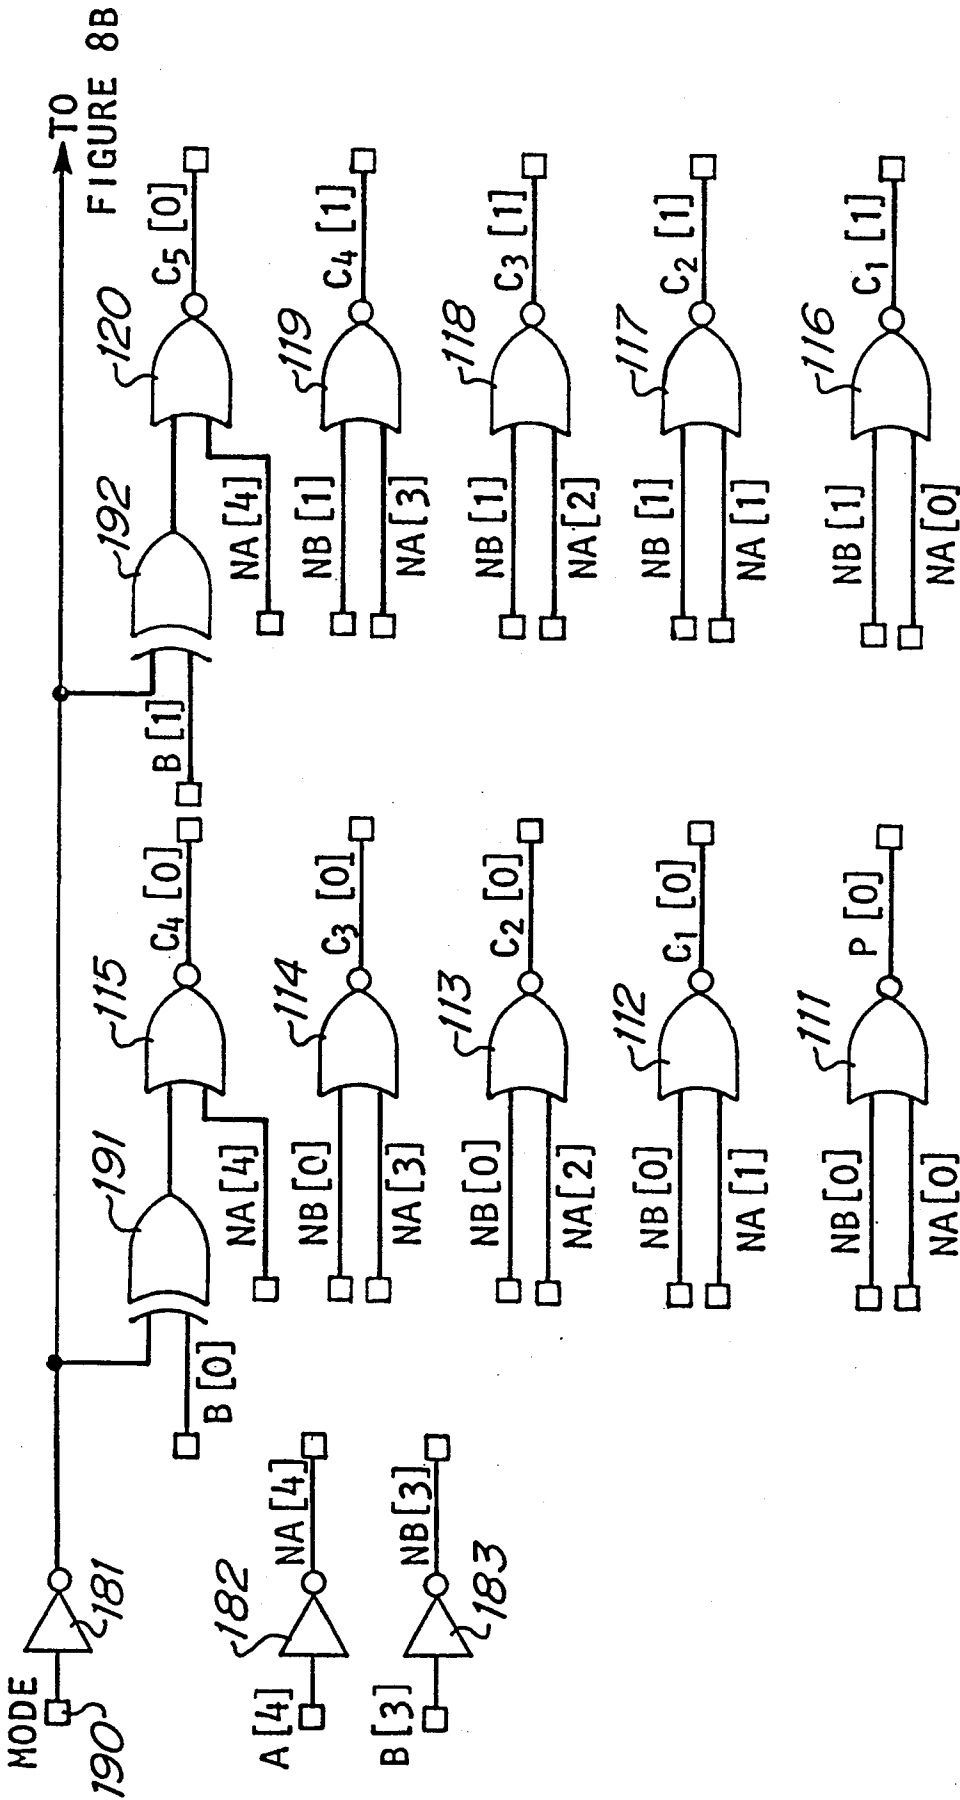 TO
FIGURE 8B
MODE
190
181
A [4]
182
NA [4]
B [3]
183
NB [3]
B [0]
191
NA [4]
115
C4 [0]
B [1]
192
NA [4]
120
C5 [0]
NB [0]
NA [3]
114
C3 [0]
NB [1]
NA [3]
119
C4 [1]
NB [0]
NA [2]
113
C2 [0]
NB [1]
NA [2]
118
C3 [1]
NB [0]
NA [1]
112
C1 [0]
NB [1]
NA [1]
117
C2 [1]
NB [0]
NA [0]
111
P [0]
NB [1]
NA [0]
116
C1 [1]